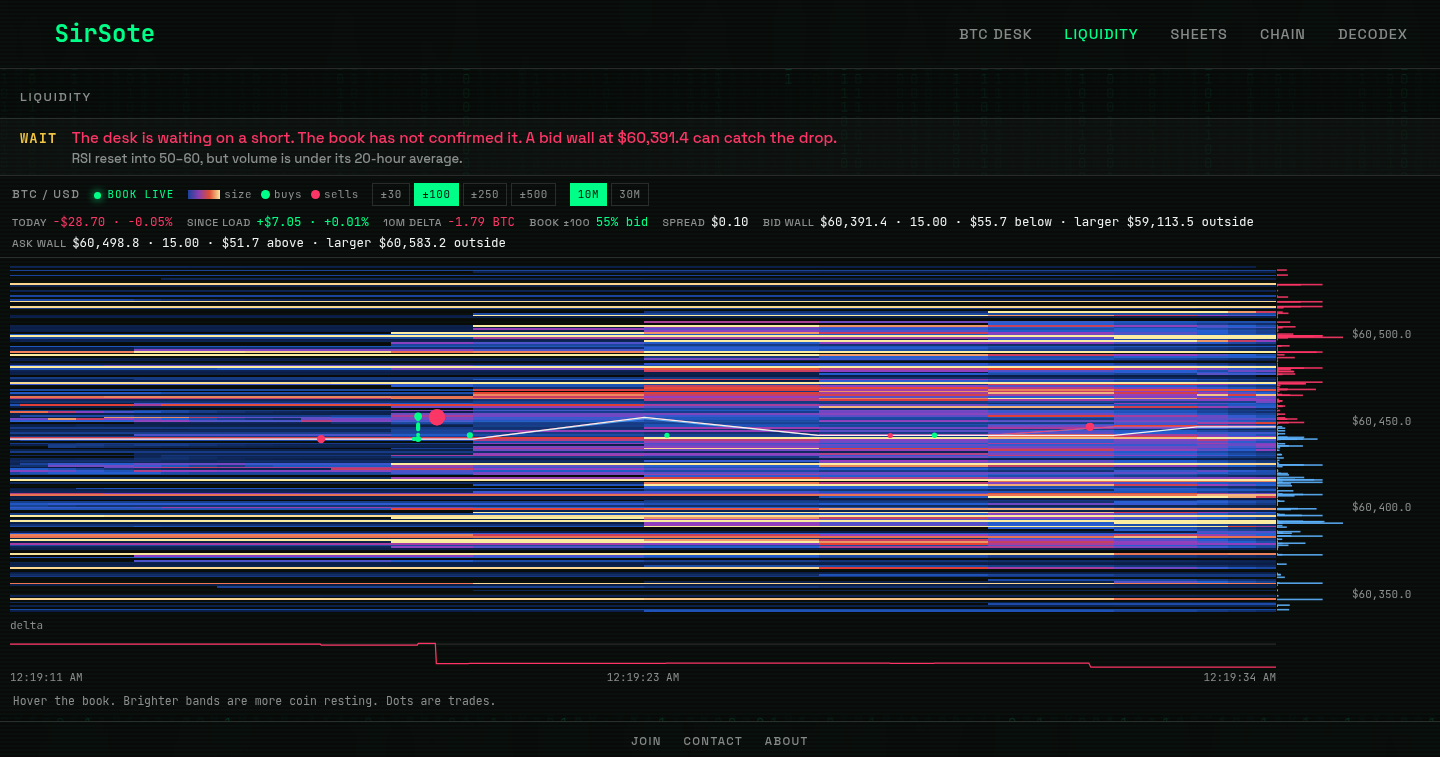 SirSote
BTC DESK LIQUIDITY SHEETS CHAIN DECODEX
LIQUIDITY
WAIT The desk is waiting on a short. The book has not confirmed it. A bid wall at $60,391.4 can catch the drop.
RSI reset into 50–60, but volume is under its 20-hour average.
BTC / USD BOOK LIVE size buys sells ±30 ±100 ±250 ±500 10M 30M
TODAY -$28.70 · -0.05% SINCE LOAD +$7.05 · +0.01% 10M DELTA -1.79 BTC BOOK ±100 55% bid SPREAD $0.10 BID WALL $60,391.4 · 15.00 · $55.7 below · larger $59,113.5 outside
ASK WALL $60,498.8 · 15.00 · $51.7 above · larger $60,583.2 outside
$60,500.0
$60,450.0
$60,400.0
$60,350.0
delta
12:19:11 AM 12:19:23 AM 12:19:34 AM
Hover the book. Brighter bands are more coin resting. Dots are trades.
JOIN CONTACT ABOUT